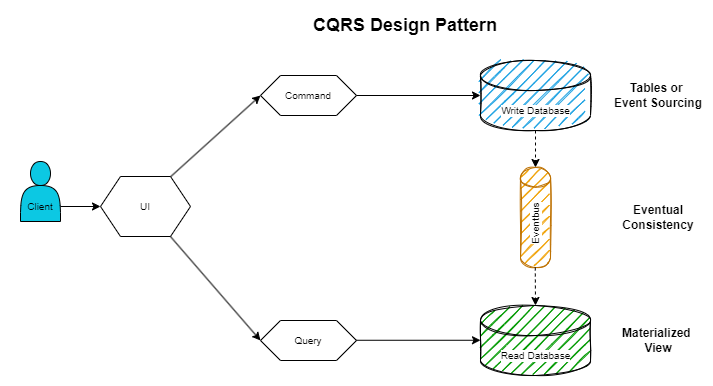 CQRS Design Pattern
Command
Write Database
Tables or
Event Sourcing
Client
UI
Eventbus
Eventual
Consistency
Query
Read Database
Materialized
View